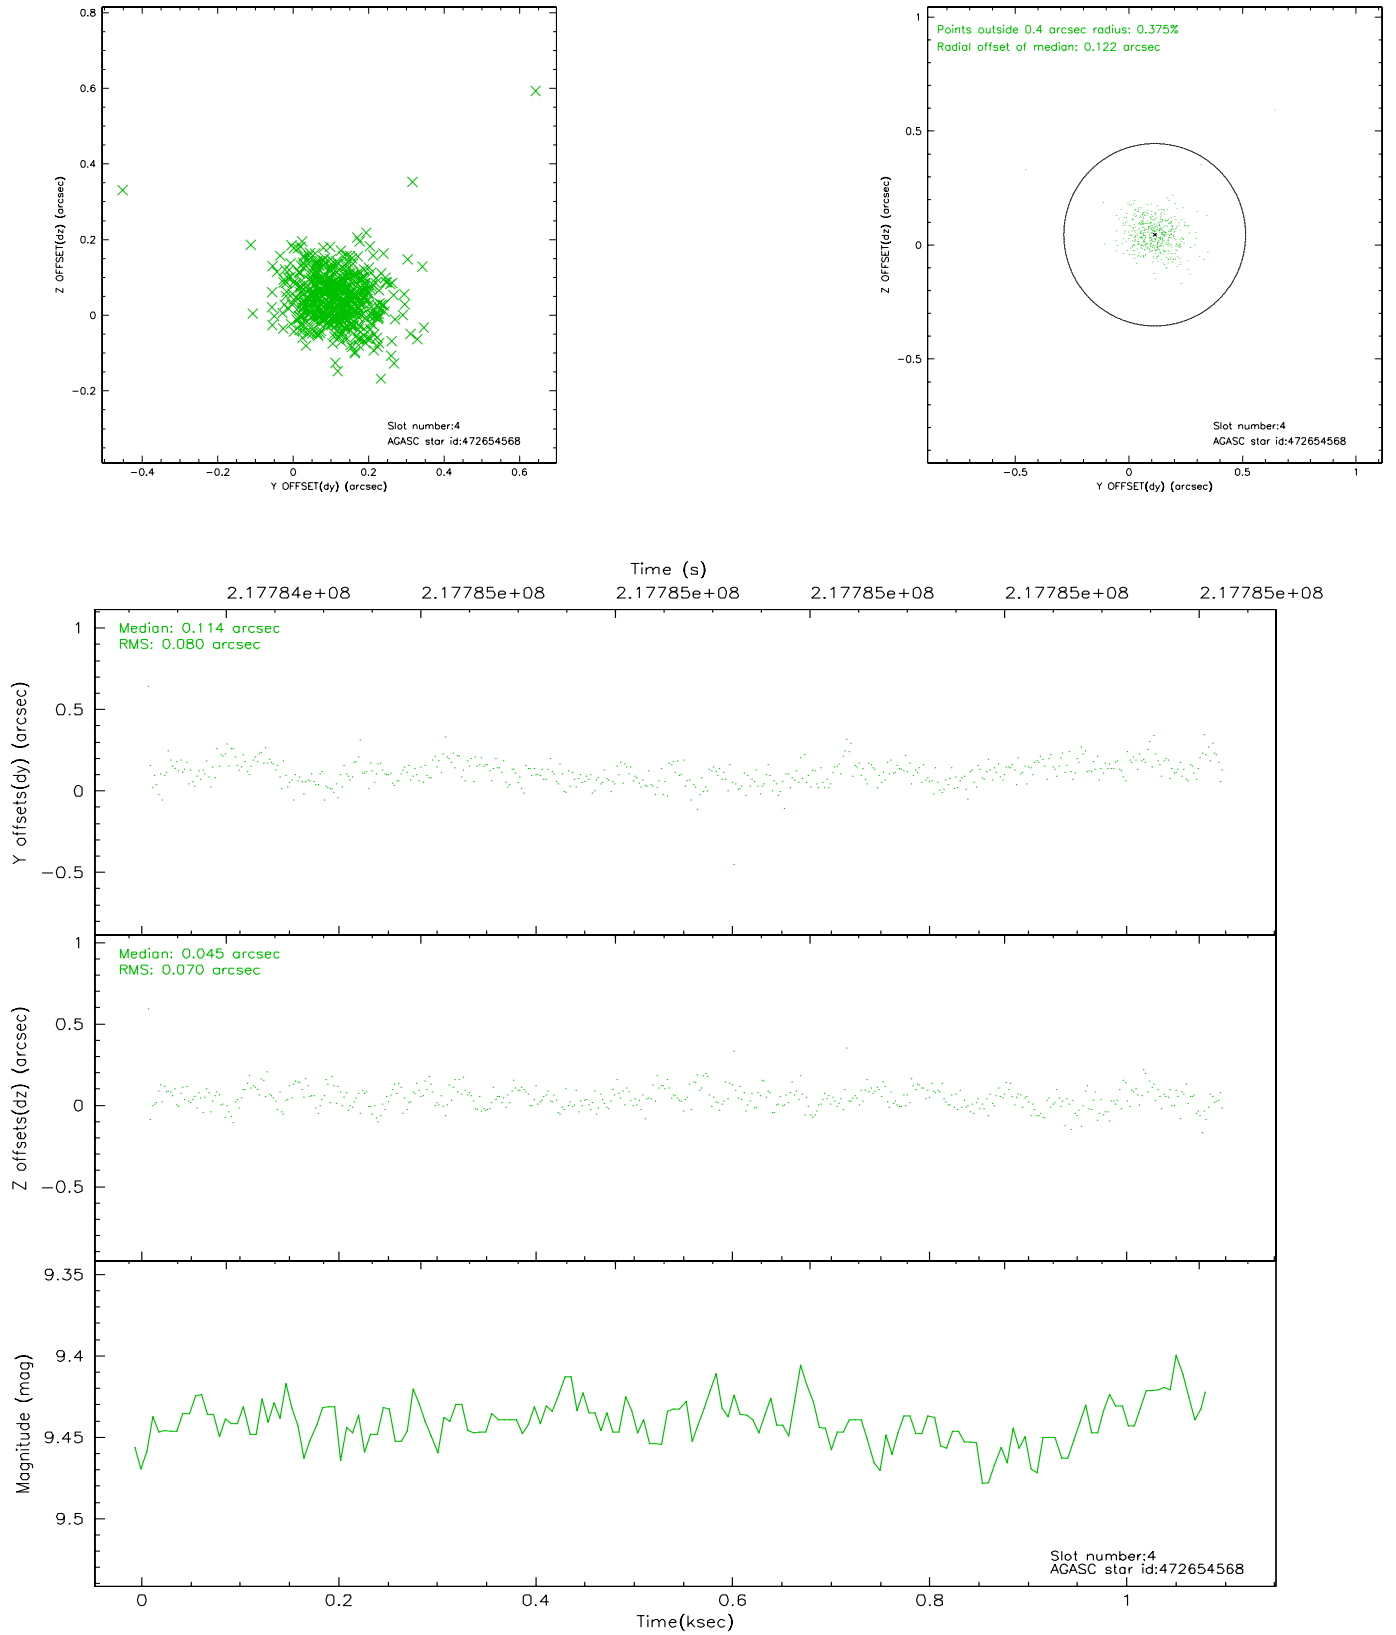 0.8
0.6
0.4
0.2
0
−0.2
Z OFFSET(dz) (arcsec)
−0.4
−0.2
0
0.2
0.4
0.6
Y OFFSET(dy) (arcsec)
Slot number:4
AGASC star id:472654568
Points outside 0.4 arcsec radius: 0.375%
Radial offset of median: 0.122 arcsec
1
0.5
0
−0.5
Z OFFSET(dz) (arcsec)
−0.5
0
0.5
1
Y OFFSET(dy) (arcsec)
Slot number:4
AGASC star id:472654568
Time (s)
2.17784e+08
2.17785e+08
2.17785e+08
2.17785e+08
2.17785e+08
2.17785e+08
Median: 0.114 arcsec
RMS: 0.080 arcsec
1
0.5
0
−0.5
Y offsets(dy) (arcsec)
Median: 0.045 arcsec
RMS: 0.070 arcsec
1
0.5
0
−0.5
Z offsets(dz) (arcsec)
9.35
9.4
9.45
9.5
Magnitude (mag)
Slot number:4
AGASC star id:472654568
0
0.2
0.4
0.6
0.8
1
Time(ksec)